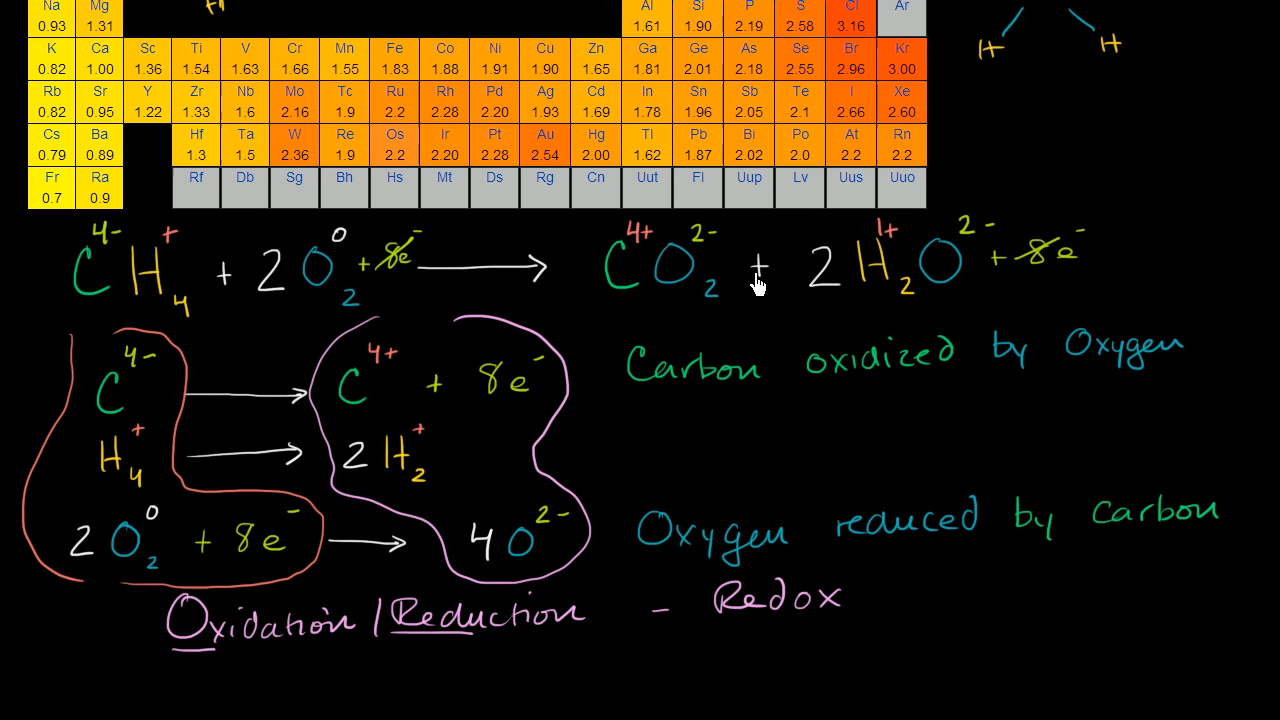 Na Mg Al Si P S Cl Ar
0.93 1.31 1.61 1.90 2.19 2.58 3.16
K Ca Sc Ti V Cr Mn Fe Co Ni Cu Zn Ga Ge As Se Br Kr
0.82 1.00 1.36 1.54 1.63 1.66 1.55 1.83 1.88 1.91 1.90 1.65 1.81 2.01 2.18 2.55 2.96 3.00
Rb Sr Y Zr Nb Mo Tc Ru Rh Pd Ag Cd In Sn Sb Te I Xe
0.82 0.95 1.22 1.33 1.6 2.16 1.9 2.2 2.28 2.20 1.93 1.69 1.78 1.96 2.05 2.1 2.66 2.60
Cs Ba Hf Ta W Re Os Ir Pt Au Hg Tl Pb Bi Po At Rn
0.79 0.89 1.3 1.5 2.36 1.9 2.2 2.20 2.28 2.54 2.00 1.62 1.87 2.02 2.0 2.2 2.2
Fr Ra Rf Db Sg Bh Hs Mt Ds Rg Cn Uut Fl Uup Lv Uus Uuo
0.7 0.9
H H
C⁴⁻H⁺₄ + 2O⁰₂ + 8e⁻ → C⁴⁺O²⁻₂ + 2H¹⁺₂O²⁻ + 8e⁻
C⁴⁻ → C⁴⁺ + 8e⁻ Carbon oxidized by Oxygen
H⁺₄ → 2H⁺₂
2O⁰₂ + 8e⁻ → 4O²⁻ Oxygen reduced by Carbon
Oxidation/Reduction – Redox